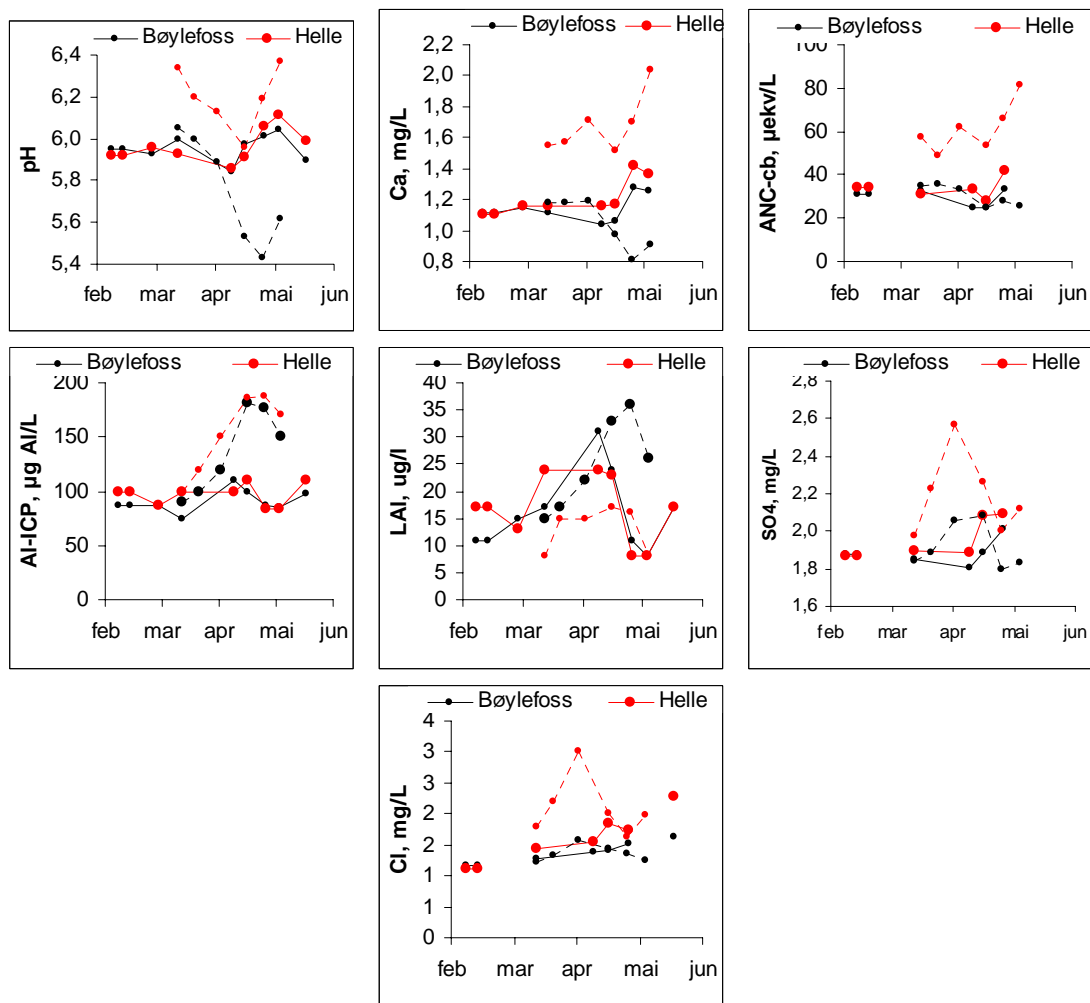 Bøylefoss Helle
6,4
6,2
6,0
5,8
5,6
5,4
pH
feb mar apr mai jun
Bøylefoss Helle
2,2
2,0
1,8
1,6
1,4
1,2
1,0
0,8
Ca, mg/L
feb mar apr mai jun
Bøylefoss Helle
100
80
60
40
20
0
ANC-cb, µekv/L
feb mar apr mai jun
Bøylefoss Helle
200
150
100
50
0
Al-ICP, µg Al/L
feb mar apr mai jun
Bøylefoss Helle
40
35
30
25
20
15
10
5
0
LAl, ug/l
feb mar apr mai jun
Bøylefoss Helle
2,8
2,6
2,4
2,2
2,0
1,8
1,6
SO4, mg/L
feb mar apr mai jun
Bøylefoss Helle
4
3
3
2
2
1
1
0
Cl, mg/L
feb mar apr mai jun